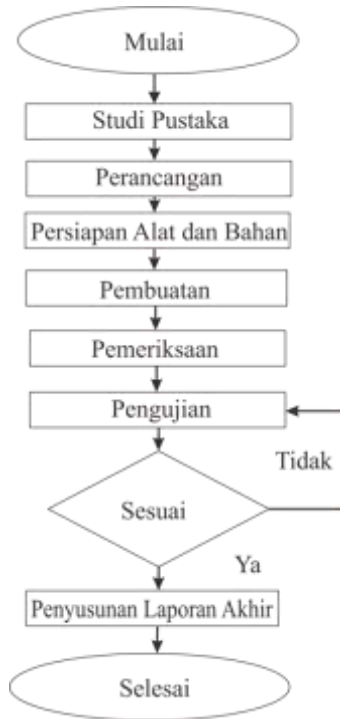 Mulai
Studi Pustaka
Perancangan
Persiapan Alat dan Bahan
Pembuatan
Pemeriksaan
Pengujian
Tidak
Sesuai
Ya
Penyusunan Laporan Akhir
Selesai